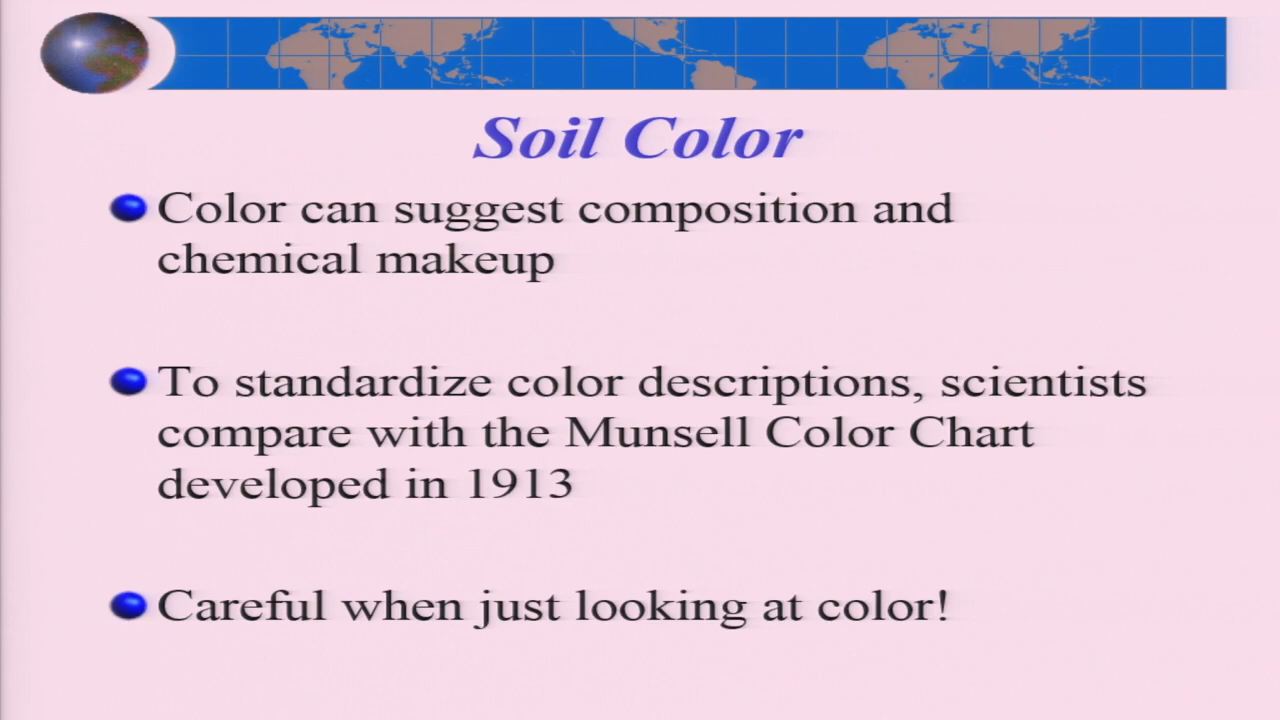 Soil Color
Color can suggest composition and
chemical makeup
To standardize color descriptions, scientists
compare with the Munsell Color Chart
developed in 1913
Careful when just looking at color!